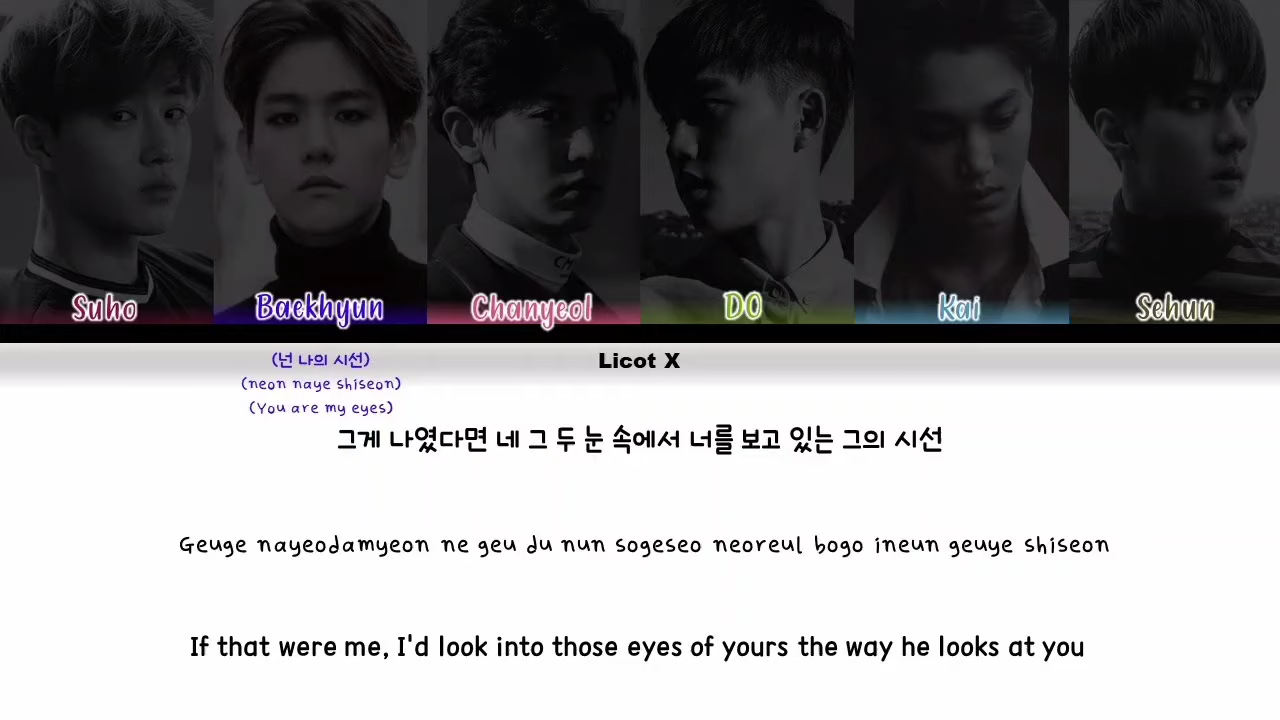 Suho
Baekhyun
Chanyeol
DO
Kai
Sehun
(넌 나의 시선)
(neon naye shiseon)
(You are my eyes)
Licot X
그게 나였다면 네 그 두 눈 속에서 너를 보고 있는 그의 시선
Geuge nayeodamyeon ne geu du nun sogeseo neoreul bogo ineun geuye shiseon
If that were me, I'd look into those eyes of yours the way he looks at you